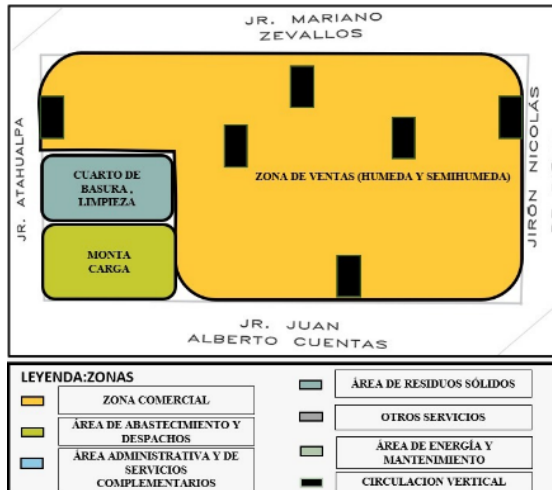 JR. MARIANO
ZEVALLOS
JR. ATAHUALPA
JIRÓN NICOLÁS
CUARTO DE
BASURA ,
LIMPIEZA
ZONA DE VENTAS (HUMEDA Y SEMIHUMEDA)
MONTA
CARGA
JR. JUAN
ALBERTO CUENTAS
LEYENDA:ZONAS
ZONA COMERCIAL
ÁREA DE ABASTECIMIENTO Y
DESPACHOS
ÁREA ADMINISTRATIVA Y DE
SERVICIOS
COMPLEMENTARIOS
ÁREA DE RESIDUOS SÓLIDOS
OTROS SERVICIOS
ÁREA DE ENERGÍA Y
MANTENIMIENTO
CIRCULACION VERTICAL